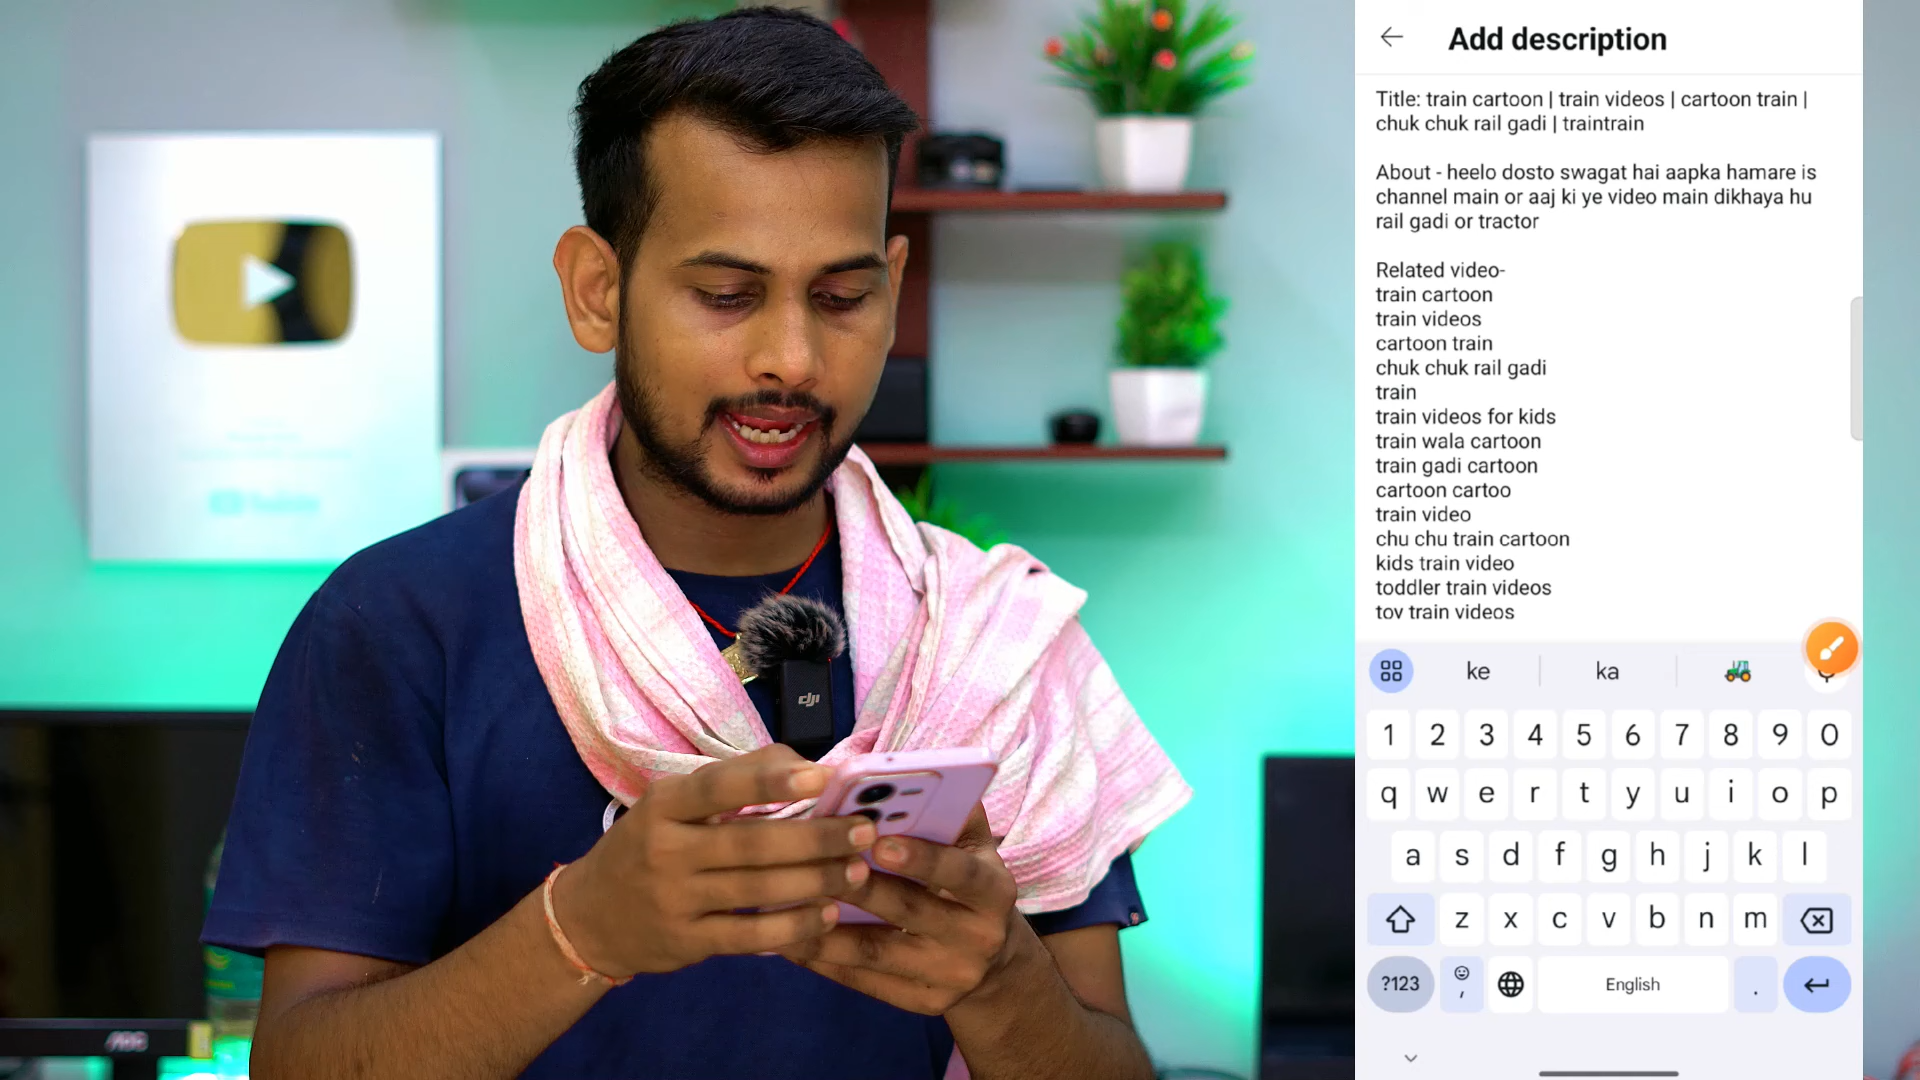 Add description
Title: train cartoon | train videos | cartoon train |
chuk chuk rail gadi | traintrain
About - heelo dosto swagat hai aapka hamare is
channel main or aaj ki ye video main dikhaya hu
rail gadi or tractor
Related video-
train cartoon
train videos
cartoon train
chuk chuk rail gadi
train
train videos for kids
train wala cartoon
train gadi cartoon
cartoon cartoo
train video
chu chu train cartoon
kids train video
toddler train videos
toy train videos
ke ka
1 2 3 4 5 6 7 8 9 0
q w e r t y u i o p
a s d f g h j k l
z x c v b n m
?123 , English .
dji
AOC